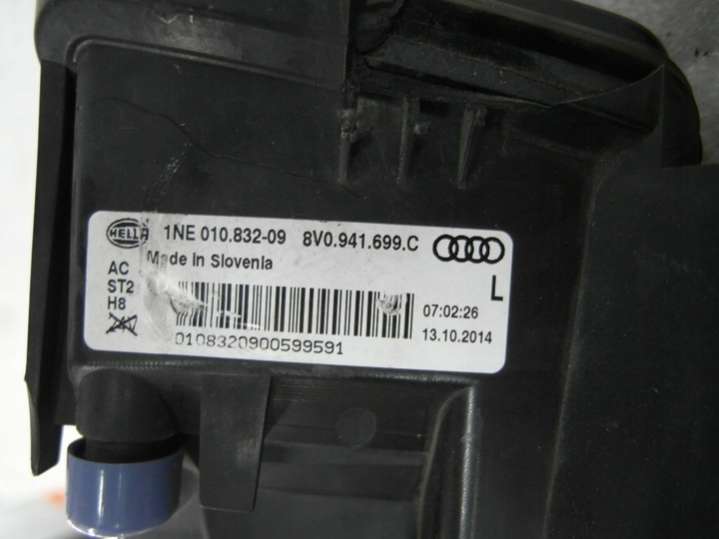 HELLA 1NE 010.832-09 8V0.941.699.C
Made in Slovenia
AC
ST2
H8
L
07:02:26
13.10.2014
0108320900599591